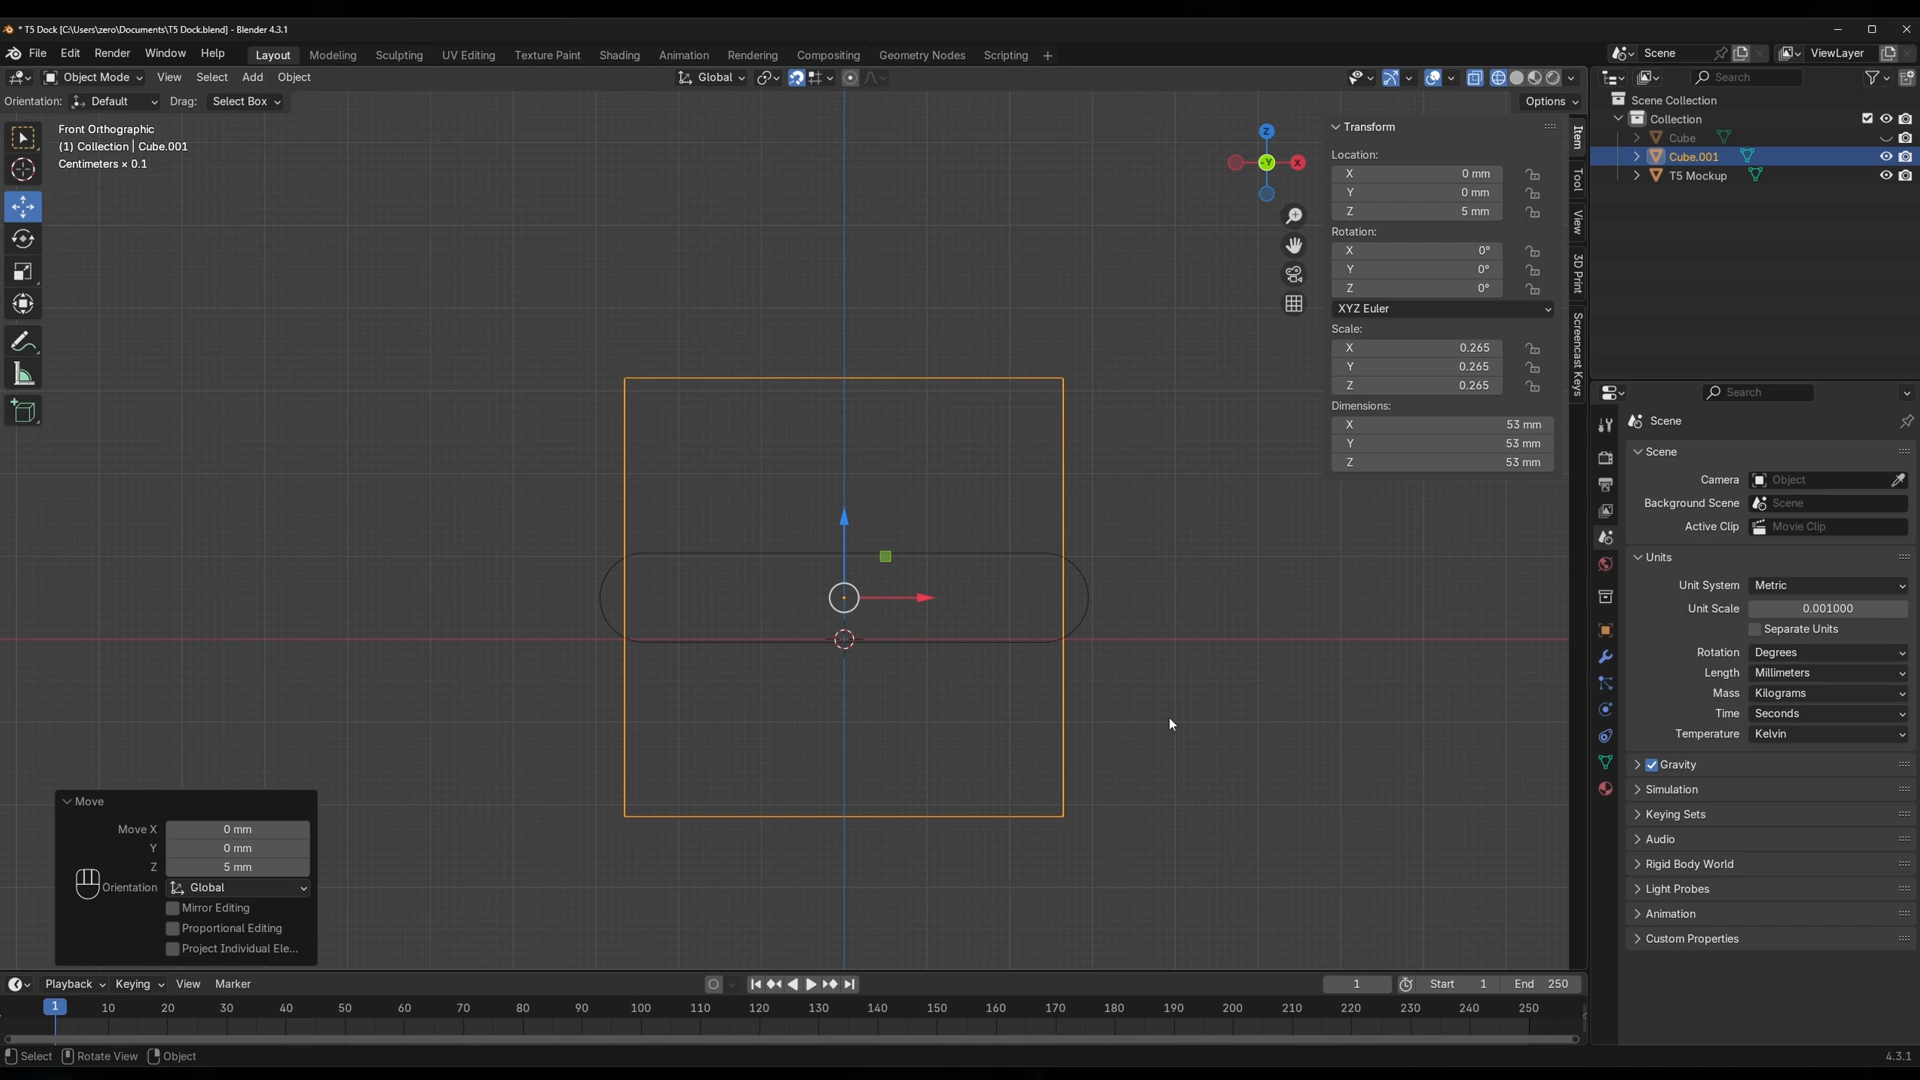 * T5 Dock [C:\Users\zero\Documents\T5 Dock.blend] - Blender 4.3.1
File Edit Render Window Help Layout Modeling Sculpting UV Editing Texture Paint Shading Animation Rendering Compositing Geometry Nodes Scripting + Scene ViewLayer
Object Mode View Select Add Object Global Search
Orientation: Default Drag: Select Box Options
Scene Collection
Collection
Cube
Cube.001
T5 Mockup
Front Orthographic
(1) Collection | Cube.001
Centimeters × 0.1
Z
-Y
X
Transform
Location:
X 0 mm
Y 0 mm
Z 5 mm
Rotation:
X 0°
Y 0°
Z 0°
XYZ Euler
Scale:
X 0.265
Y 0.265
Z 0.265
Dimensions:
X 53 mm
Y 53 mm
Z 53 mm
Item
Tool
View
3D Print
Screencast Keys
Search
Scene
Scene
Camera Object
Background Scene Scene
Active Clip Movie Clip
Units
Unit System Metric
Unit Scale 0.001000
Separate Units
Rotation Degrees
Length Millimeters
Mass Kilograms
Time Seconds
Temperature Kelvin
Gravity
Simulation
Keying Sets
Audio
Rigid Body World
Light Probes
Animation
Custom Properties
Move
Move X 0 mm
Y 0 mm
Z 5 mm
Orientation Global
Mirror Editing
Proportional Editing
Project Individual Ele...
Playback Keying View Marker 1 Start 1 End 250
1 10 20 30 40 50 60 70 80 90 100 110 120 130 140 150 160 170 180 190 200 210 220 230 240 250
Select Rotate View Object 4.3.1